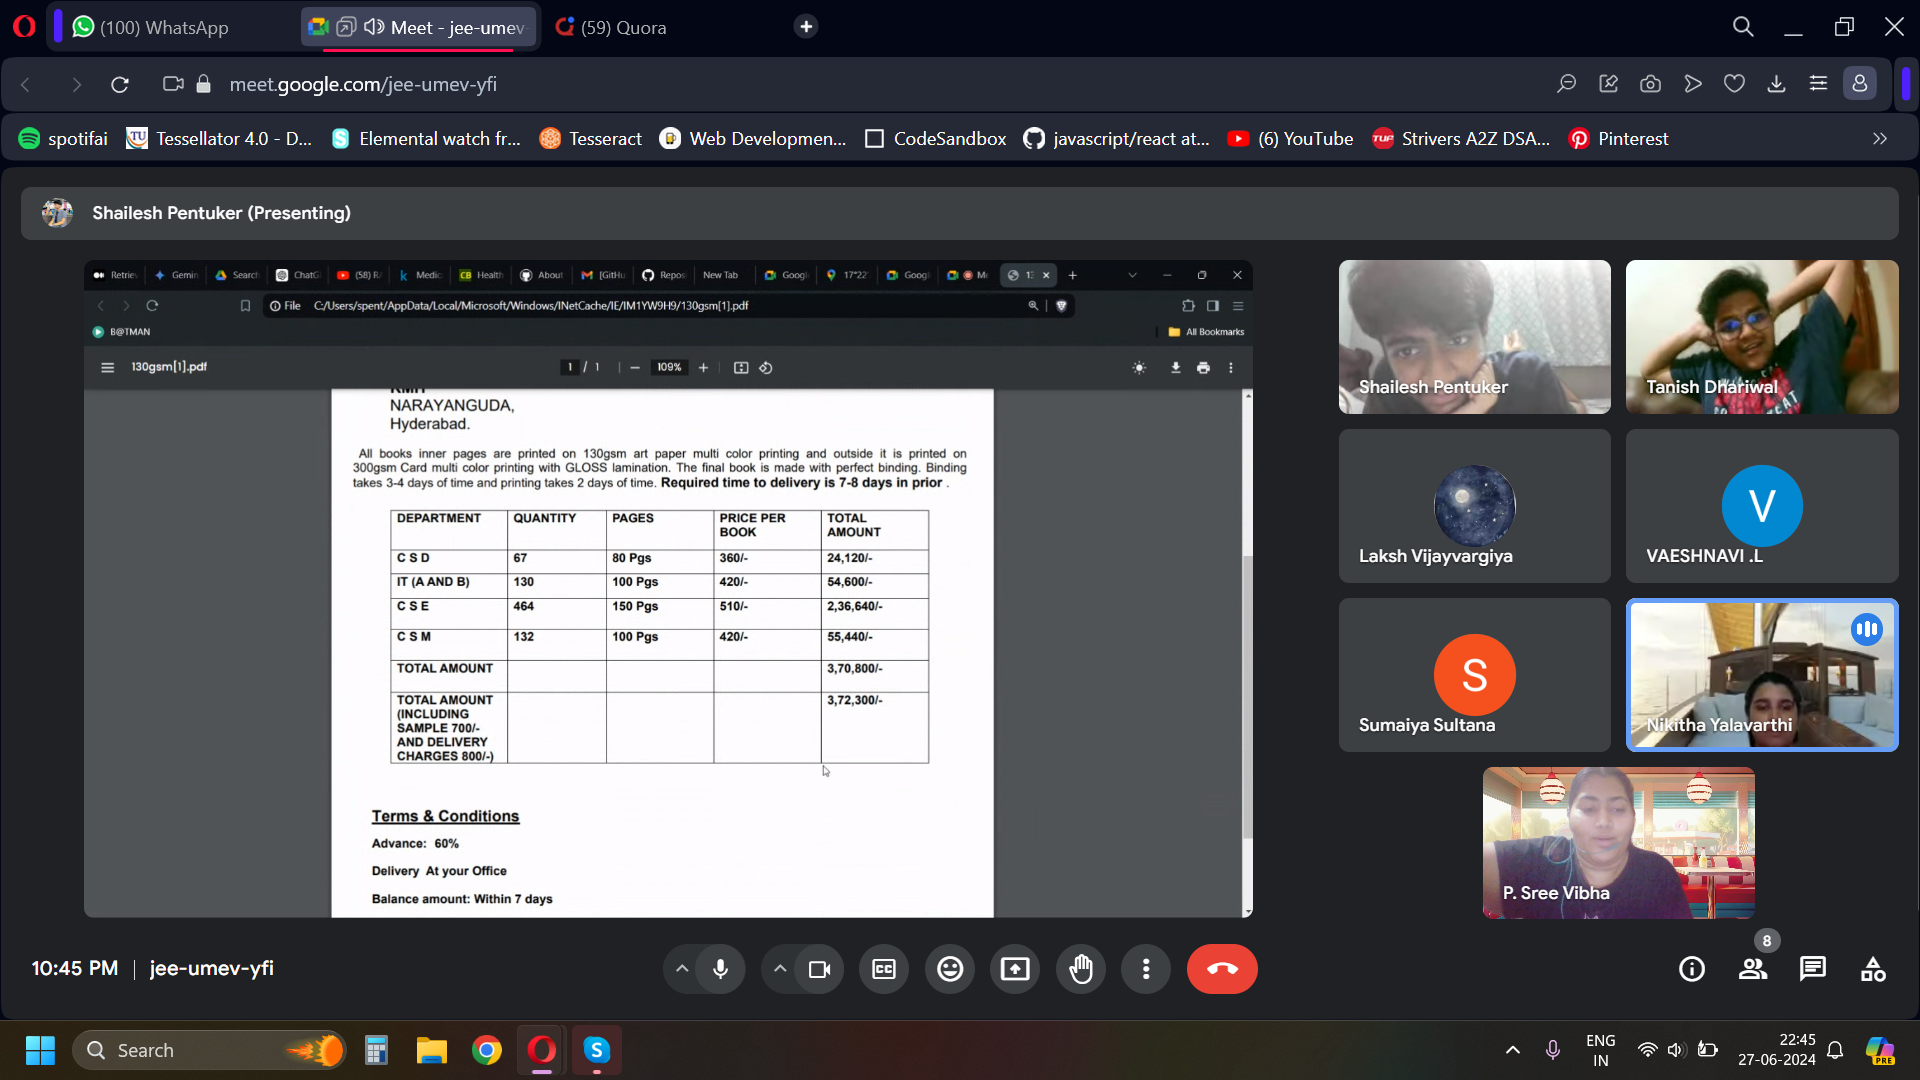 (100) WhatsApp
Meet - jee-umev-
(59) Quora
meet.google.com/jee-umev-yfi
spotifai
Tessellator 4.0 - D...
Elemental watch fr...
Tesseract
Web Developmen...
CodeSandbox
javascript/react at...
(6) YouTube
Strivers A2Z DSA...
Pinterest
Shailesh Pentuker (Presenting)
Retrie
Gemin
Search
ChatG
(58) R
Medic
Health
About
[GitHu
Repos
New Tab
Googl
17°22'
Googl
File C:/Users/spent/AppData/Local/Microsoft/Windows/INetCache/IE/IM1YW9H9/130gsm[1].pdf
B@TMAN
All Bookmarks
130gsm[1].pdf
1 / 1
109%
NARAYANGUDA,
Hyderabad.
All books inner pages are printed on 130gsm art paper multi color printing and outside it is printed on
300gsm Card multi color printing with GLOSS lamination. The final book is made with perfect binding. Binding
takes 3-4 days of time and printing takes 2 days of time. Required time to delivery is 7-8 days in prior .
DEPARTMENT QUANTITY PAGES PRICE PER BOOK TOTAL AMOUNT
C S D 67 80 Pgs 360/- 24,120/-
IT (A AND B) 130 100 Pgs 420/- 54,600/-
C S E 464 150 Pgs 510/- 2,36,640/-
C S M 132 100 Pgs 420/- 55,440/-
TOTAL AMOUNT 3,70,800/-
TOTAL AMOUNT 3,72,300/-
(INCLUDING
SAMPLE 700/-
AND DELIVERY
CHARGES 800/-)
Terms & Conditions
Advance: 60%
Delivery At your Office
Balance amount: Within 7 days
Shailesh Pentuker
Tanish Dhariwal
Laksh Vijayvargiya
V
VAESHNAVI .L
S
Sumaiya Sultana
Nikitha Yalavarthi
P. Sree Vibha
10:45 PM | jee-umev-yfi
8
Search
ENG
IN
22:45
27-06-2024
PRE